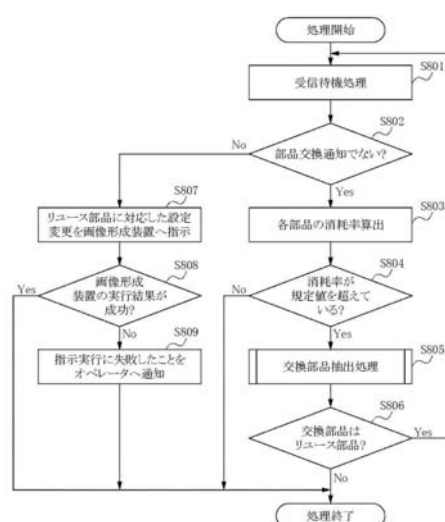 処理開始
S801
受信待機処理
S802
部品交換通知でない?
No
Yes
S807
リユース部品に対応した設定
変更を画像形成装置へ指示
S803
各部品の消耗率算出
S808
画像形成
装置の実行結果が
成功?
Yes
No
S804
消耗率が
規定値を超えて
いる?
No
Yes
S809
指示実行に失敗したことを
オペレータへ通知
S805
交換部品抽出処理
S806
交換部品は
リユース部品?
Yes
No
処理終了